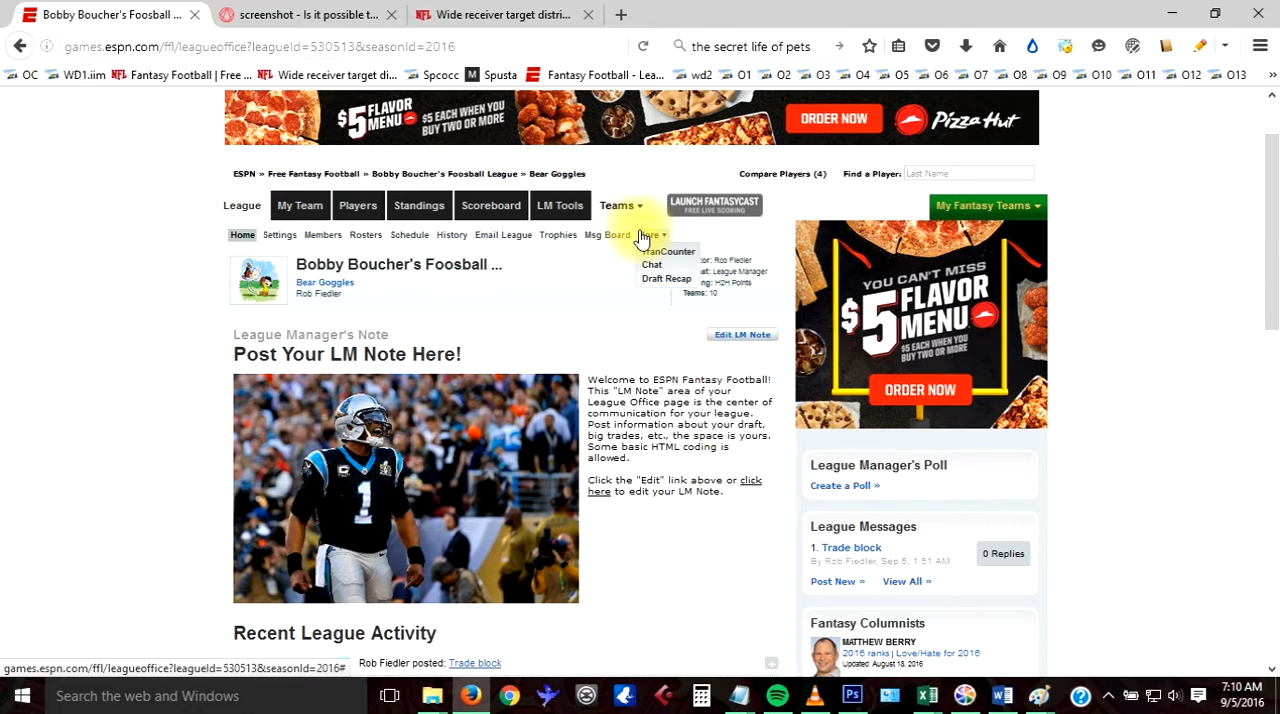 Bobby Boucher's Foosball ...
screenshot - Is it possible t...
Wide receiver target distri...
games.espn.com/ffl/leagueoffice?leagueId=530513&seasonId=2016
the secret life of pets
OC WD1.iim NFL Fantasy Football | Free ... NFL Wide receiver target di... Spcocc M Spusta Fantasy Football - Lea... wd2 O1 O2 O3 O4 O5 O6 O7 O8 O9 O10 O11 O12 O13 »
$5 FLAVOR MENU $5 EACH WHEN YOU BUY TWO OR MORE ORDER NOW Pizza Hut
ESPN » Free Fantasy Football » Bobby Boucher's Foosball League » Bear Goggles
Compare Players (4) Find a Player: Last Name
League My Team Players Standings Scoreboard LM Tools Teams
LAUNCH FANTASYCAST
FREE LIVE SCORING
My Fantasy Teams
Home Settings Members Rosters Schedule History Email League Trophies Msg Board
TranCounter
Chat
Draft Recap
Bobby Boucher's Foosball ...
Bear Goggles
Rob Fiedler
Rob Fiedler
League Manager
H2H Points
Teams: 10
League Manager's Note
Edit LM Note
Post Your LM Note Here!
Welcome to ESPN Fantasy Football!
This "LM Note" area of your
League Office page is the center of
communication for your league.
Post information about your draft,
big trades, etc., the space is yours.
Some basic HTML coding is
allowed.
Click the "Edit" link above or click
here to edit your LM Note.
1
C
Recent League Activity
Rob Fiedler posted: Trade block
YOU CAN'T MISS
$5 FLAVOR
MENU
$5 EACH WHEN YOU BUY TWO OR MORE
ORDER NOW
League Manager's Poll
Create a Poll »
League Messages
1. Trade block
By Rob Fiedler, Sep 5, 1:51 AM
0 Replies
Post New » View All »
Fantasy Columnists
MATTHEW BERRY
2016 ranks | Love/Hate for 2016
Updated: August 18, 2016
games.espn.com/ffl/leagueoffice?leagueId=530513&seasonId=2016#
Search the web and Windows
7:10 AM
9/5/2016